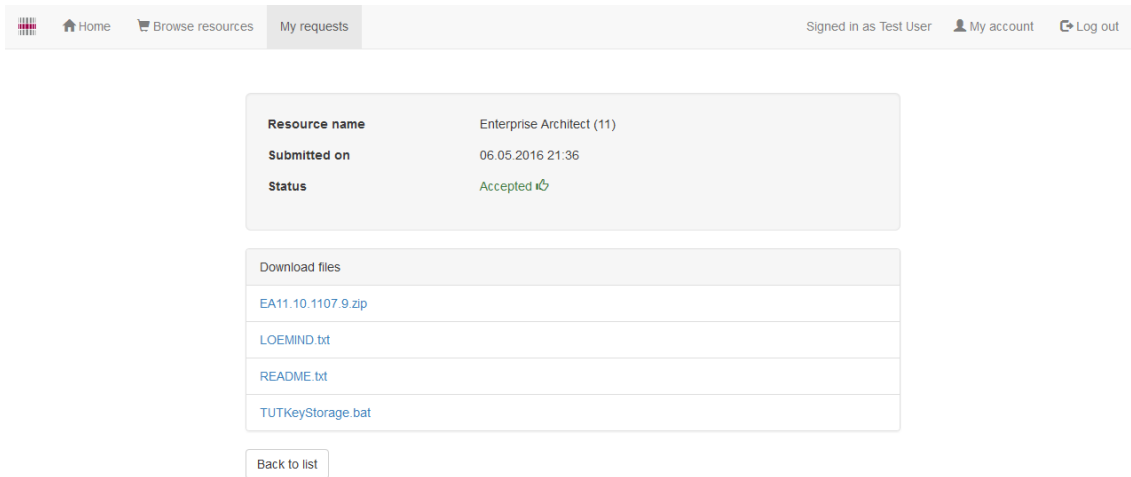 Home Browse resources My requests Signed in as Test User My account Log out
Resource name Enterprise Architect (11)
Submitted on 06.05.2016 21:36
Status Accepted
Download files
EA11.10.1107.9.zip
LOEMIND.txt
README.txt
TUTKeyStorage.bat
Back to list